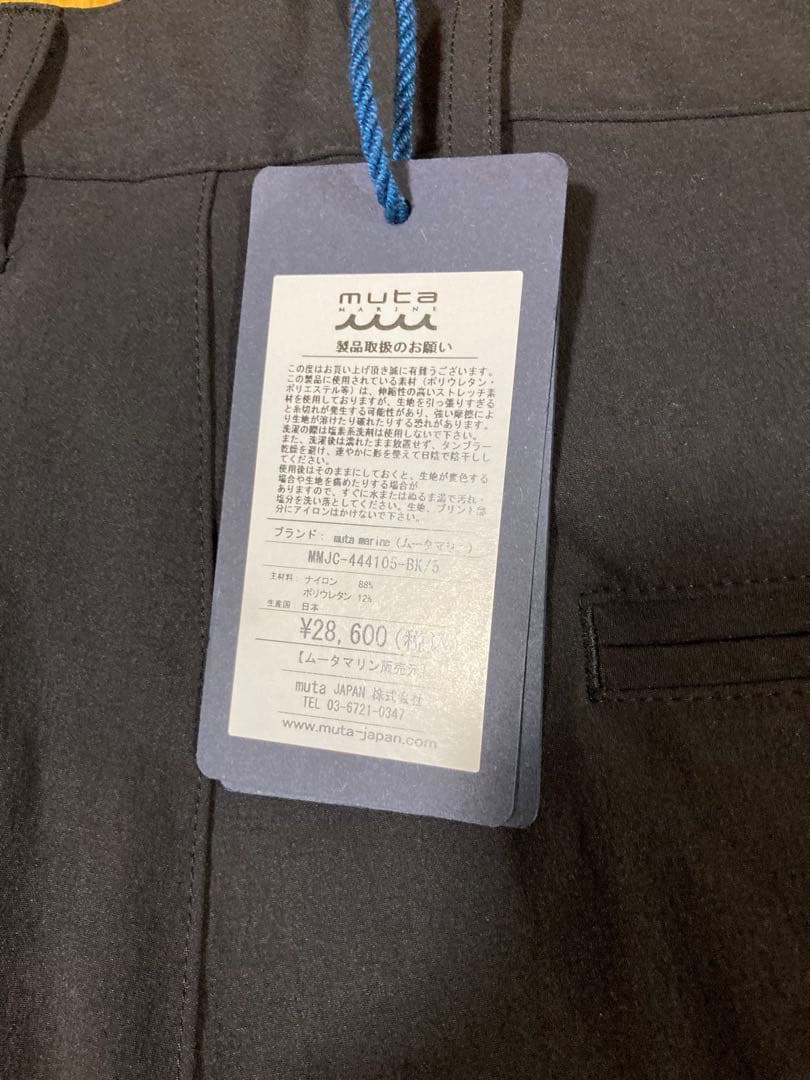 muta
MARINE
製品取扱のお願い
この度はお買い上げ頂き誠に有難うございます。
この製品に使用されている素材(ポリウレタン・
ポリエステル等)は、伸縮性の高いストレッチ素
材を使用しておりますが、生地を引っ張りすぎる
と糸切れが発生する可能性があり、強い摩擦によ
り生地が溶けたり破れたりする恐れがあります。
洗濯の際は塩素系洗剤は使用しないで下さい。
また、洗濯後は濡れたまま放置せず、タンブラー
乾燥を避け、速やかに形を整えて日陰で陰干しし
てください。
使用後はそのままにしておくと、生地が変色する
場合や生地を痛めたりする場合が
ありますので、すぐに水またはぬるま湯で汚れ・
塩分を洗い落としてください。生地、プリント部
分にアイロンはかけないで下さい。
ブランド: muta marine (ムータマリン)
MMJC-444105-BK/5
主材料: ナイロン 88%
ポリウレタン 12%
生産国: 日本
¥28,600(税込)
【ムータマリン販売元】
muta JAPAN 株式会社
TEL 03-6721-0347
www.muta-japan.com